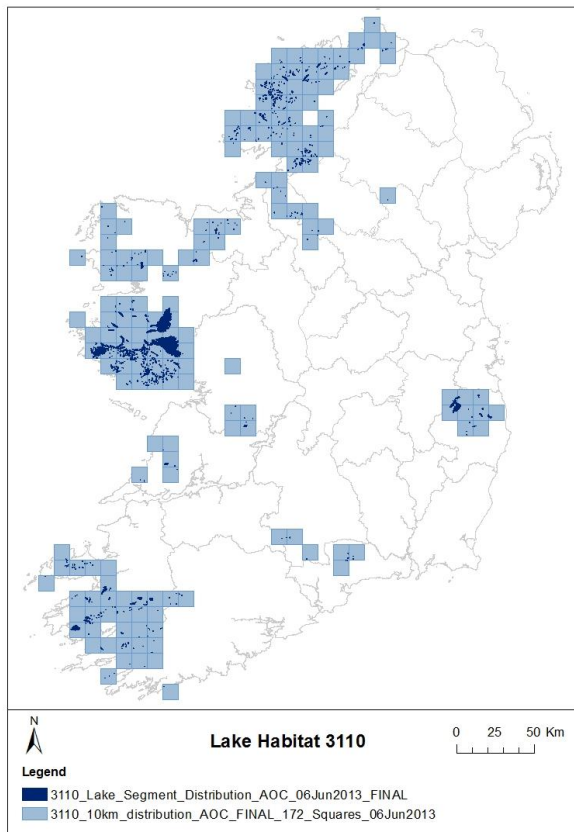 N
Lake Habitat 3110
0 25 50 Km
Legend
3110_Lake_Segment_Distribution_AOC_06Jun2013_FINAL
3110_10km_distribution_AOC_FINAL_172_Squares_06Jun2013